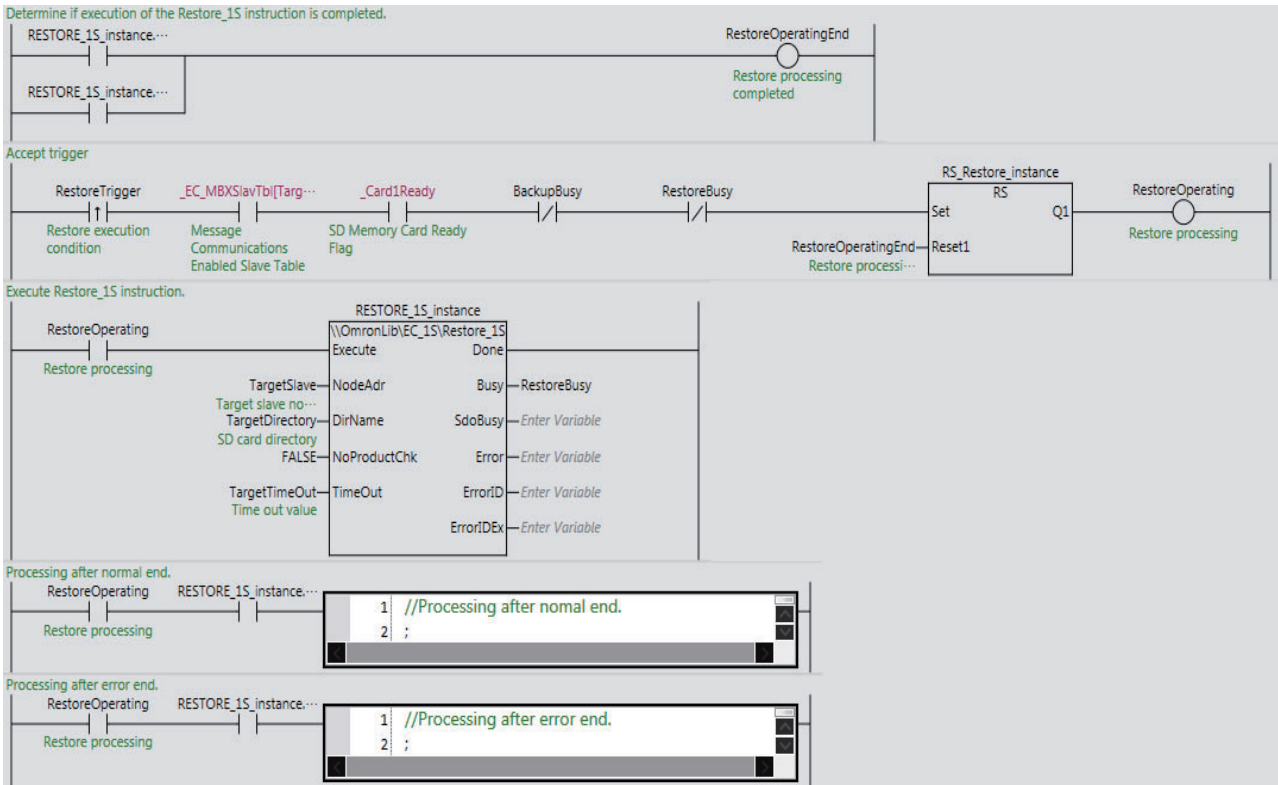 Determine if execution of the Restore_1S instruction is completed.
RESTORE_1S_instance.···
RestoreOperatingEnd
Restore processing
completed
RESTORE_1S_instance.···
Accept trigger
RS_Restore_instance
RestoreTrigger
_EC_MBXSlavTbl[Targ···
_Card1Ready
BackupBusy
RestoreBusy
RS
RestoreOperating
Set
Q1
Restore execution
condition
Message
Communications
Enabled Slave Table
SD Memory Card Ready
Flag
Restore processing
RestoreOperatingEnd
Reset1
Restore processi···
Execute Restore_1S instruction.
RESTORE_1S_instance
RestoreOperating
\\OmronLib\EC_1S\Restore_1S
Execute
Done
Restore processing
TargetSlave
NodeAdr
Busy
RestoreBusy
Target slave no···
TargetDirectory
DirName
SdoBusy
Enter Variable
SD card directory
FALSE
NoProductChk
Error
Enter Variable
TargetTimeOut
TimeOut
ErrorID
Enter Variable
Time out value
ErrorIDEx
Enter Variable
Processing after normal end.
RestoreOperating
RESTORE_1S_instance.···
1 //Processing after nomal end.
Restore processing
2 ;
Processing after error end.
RestoreOperating
RESTORE_1S_instance.···
1 //Processing after error end.
Restore processing
2 ;